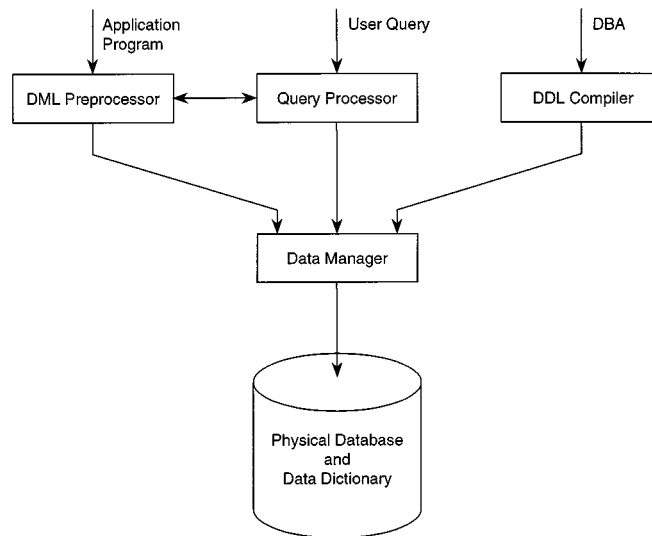 Application
Program
User Query
DBA
DML Preprocessor
Query Processor
DDL Compiler
Data Manager
Physical Database
and
Data Dictionary